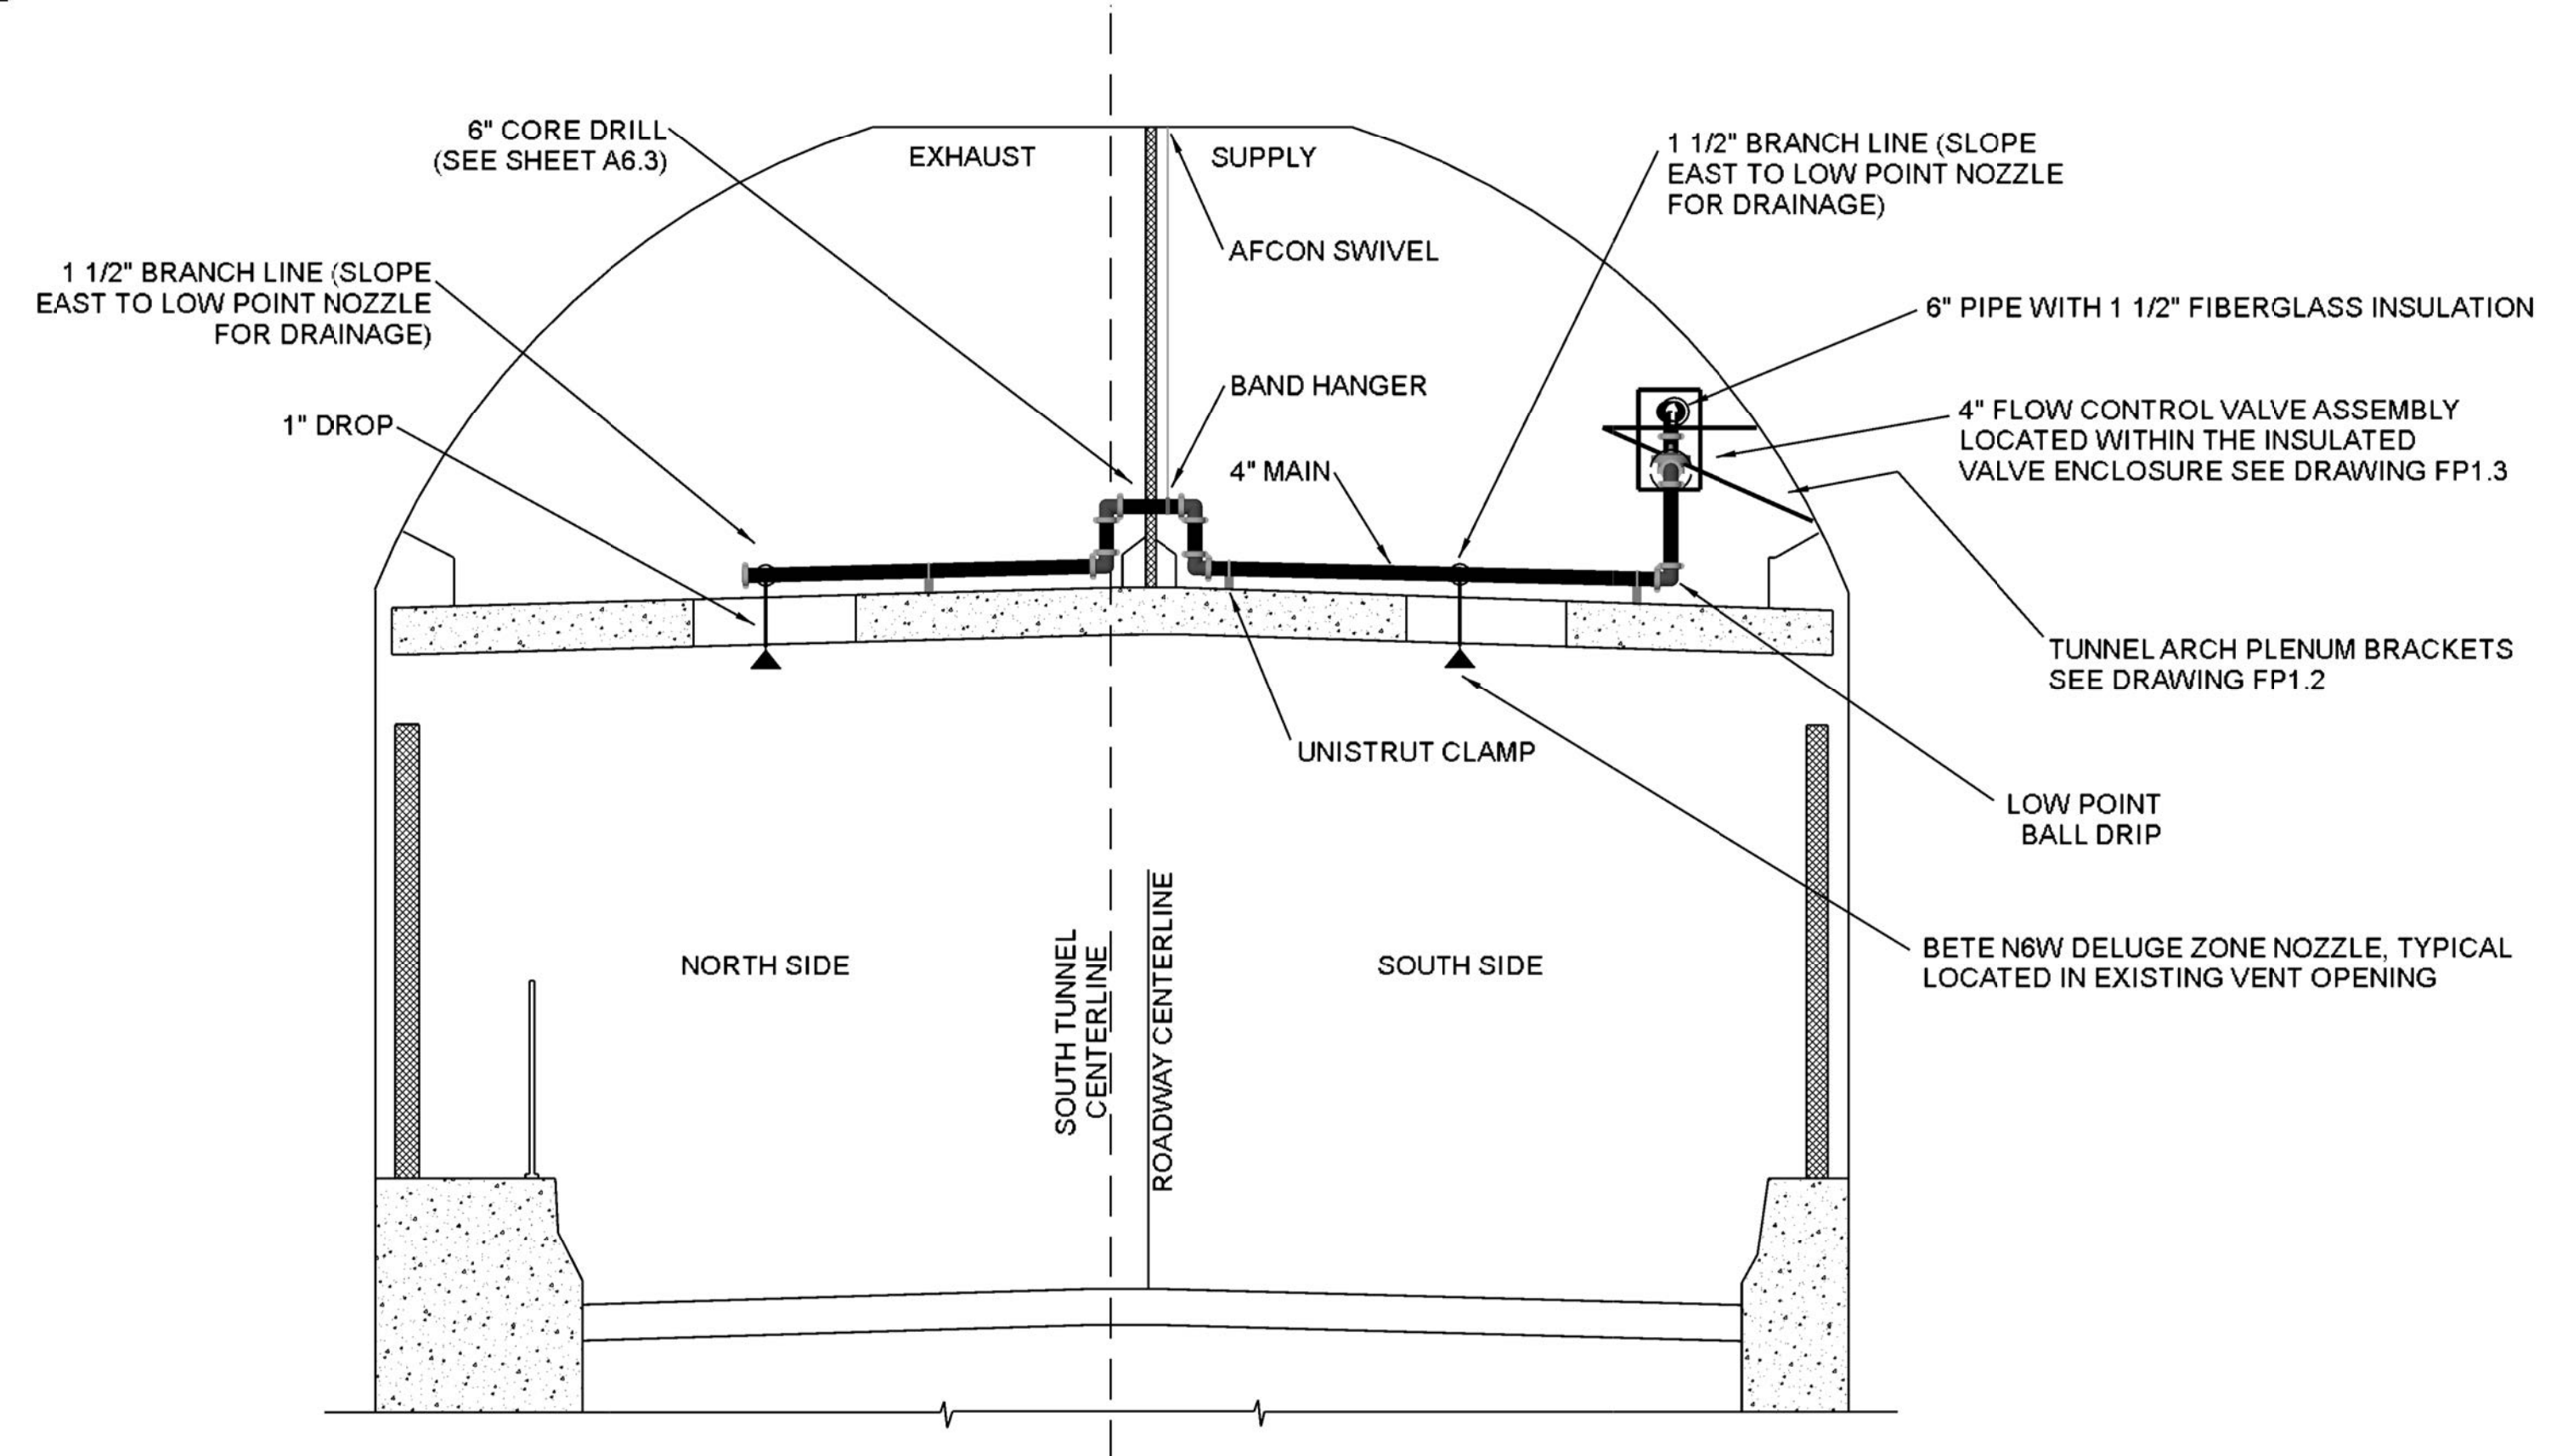 6" CORE DRILL
(SEE SHEET A6.3)
EXHAUST
SUPPLY
1 1/2" BRANCH LINE (SLOPE
EAST TO LOW POINT NOZZLE
FOR DRAINAGE)
AFCON SWIVEL
1 1/2" BRANCH LINE (SLOPE
EAST TO LOW POINT NOZZLE
FOR DRAINAGE)
6" PIPE WITH 1 1/2" FIBERGLASS INSULATION
BAND HANGER
1" DROP
4" FLOW CONTROL VALVE ASSEMBLY
LOCATED WITHIN THE INSULATED
VALVE ENCLOSURE SEE DRAWING FP1.3
4" MAIN
TUNNEL ARCH PLENUM BRACKETS
SEE DRAWING FP1.2
UNISTRUT CLAMP
LOW POINT
BALL DRIP
NORTH SIDE
SOUTH TUNNEL
CENTERLINE
ROADWAY CENTERLINE
SOUTH SIDE
BETE N6W DELUGE ZONE NOZZLE, TYPICAL
LOCATED IN EXISTING VENT OPENING